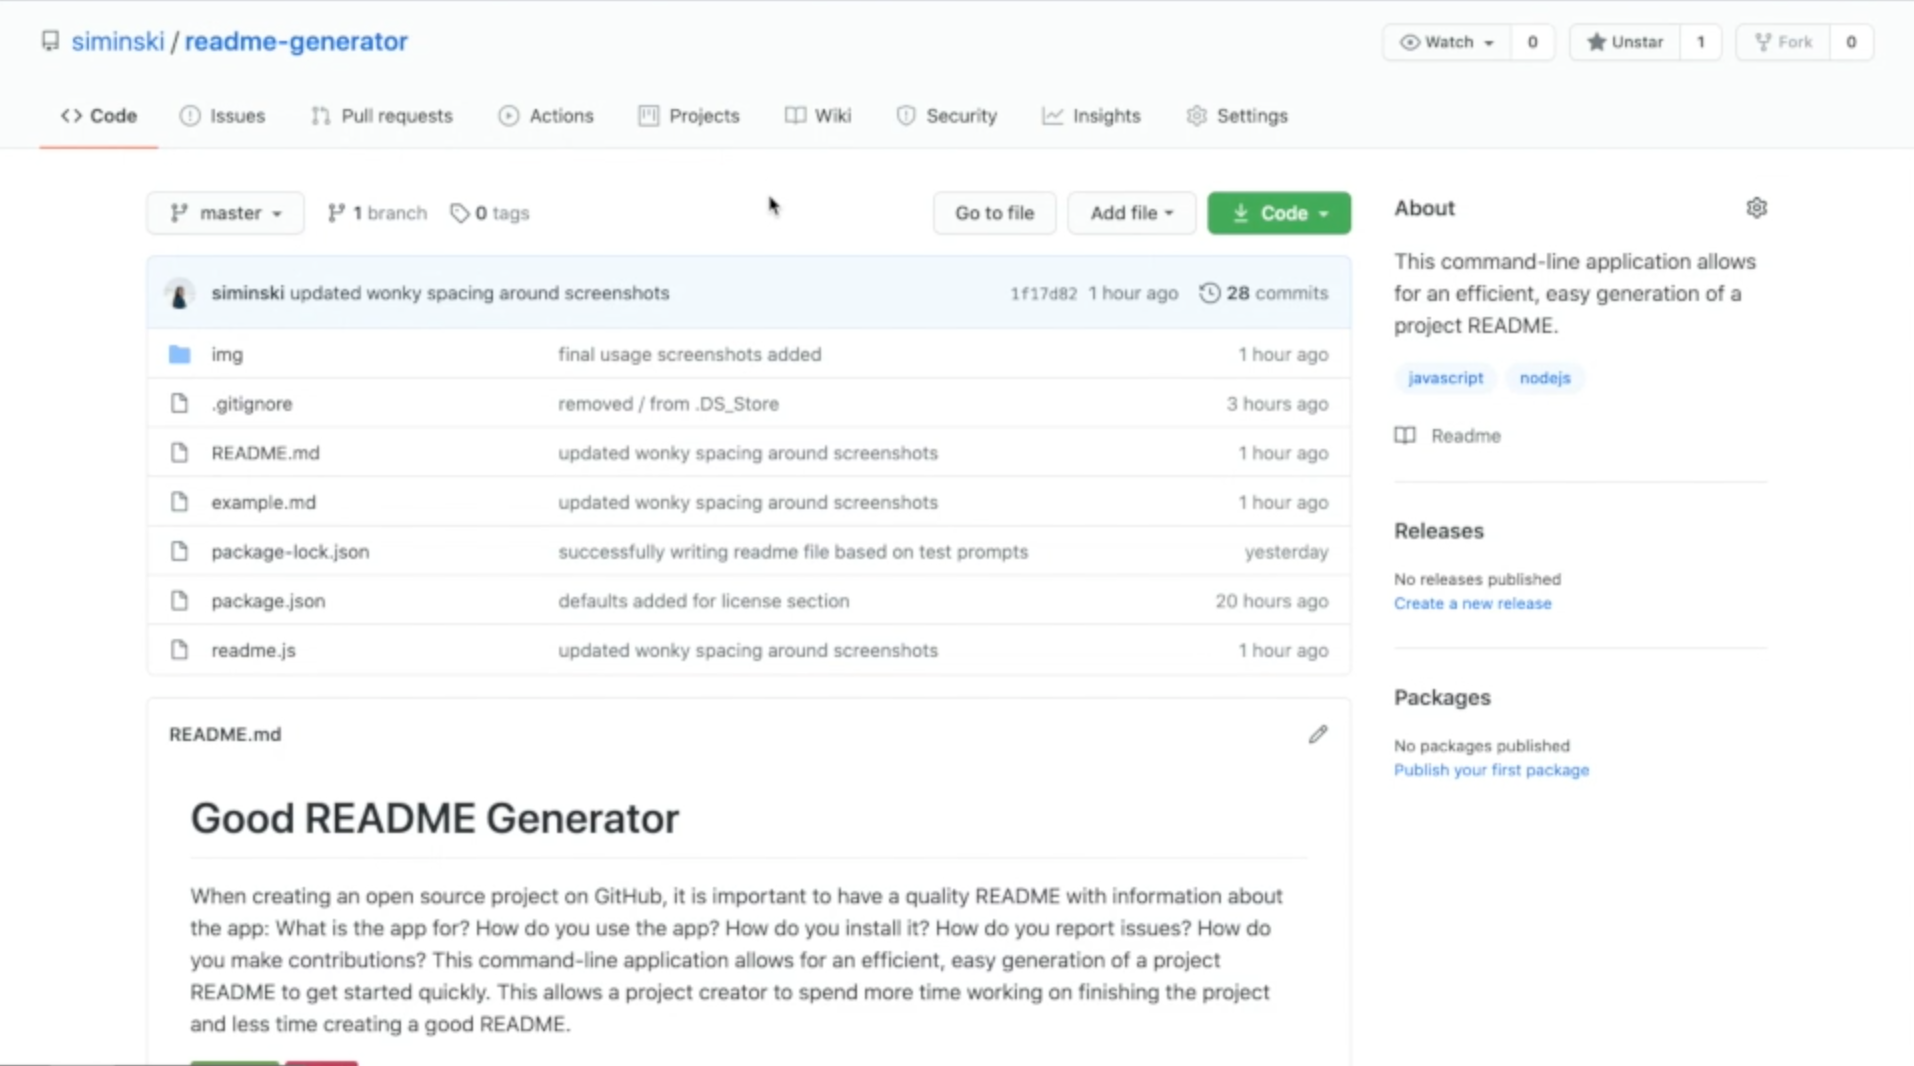 siminski / readme-generator
Watch 0 Unstar 1 Fork 0
Code Issues Pull requests Actions Projects Wiki Security Insights Settings
master 1 branch 0 tags Go to file Add file Code
siminski updated wonky spacing around screenshots 1f17d82 1 hour ago 28 commits
img final usage screenshots added 1 hour ago
.gitignore removed / from .DS_Store 3 hours ago
README.md updated wonky spacing around screenshots 1 hour ago
example.md updated wonky spacing around screenshots 1 hour ago
package-lock.json successfully writing readme file based on test prompts yesterday
package.json defaults added for license section 20 hours ago
readme.js updated wonky spacing around screenshots 1 hour ago
README.md
Good README Generator
When creating an open source project on GitHub, it is important to have a quality README with information about
the app: What is the app for? How do you use the app? How do you install it? How do you report issues? How do
you make contributions? This command-line application allows for an efficient, easy generation of a project
README to get started quickly. This allows a project creator to spend more time working on finishing the project
and less time creating a good README.
About
This command-line application allows
for an efficient, easy generation of a
project README.
javascript nodejs
Readme
Releases
No releases published
Create a new release
Packages
No packages published
Publish your first package